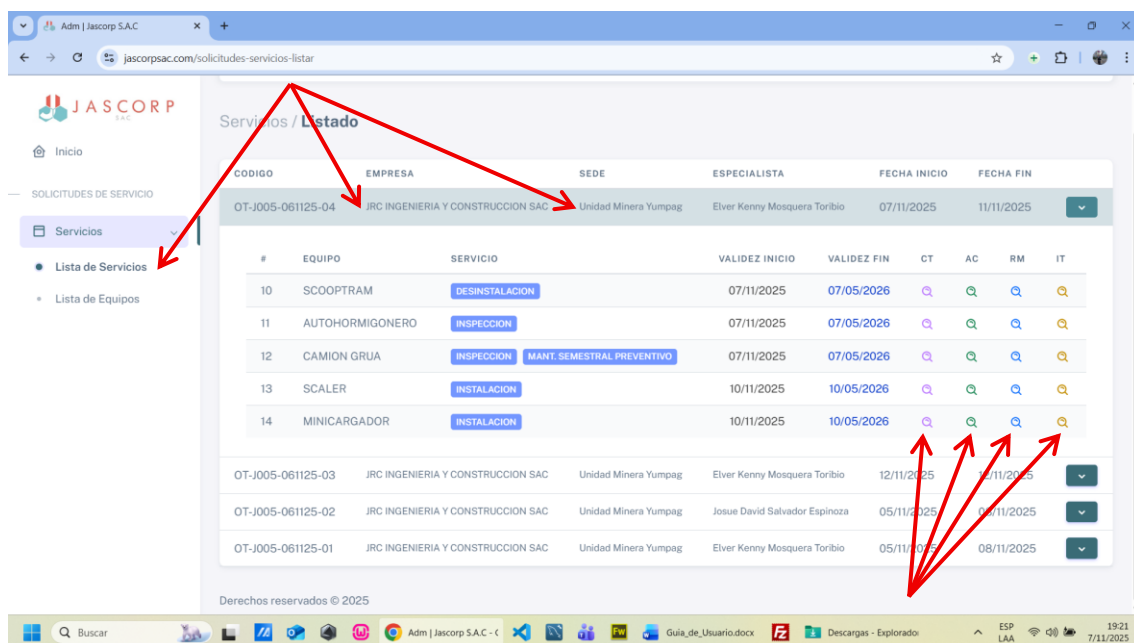 Adm | Jascorp S.A.C
jascorpsac.com/solicitudes-servicios-listar
JASCORP
SAC
Inicio
SOLICITUDES DE SERVICIO
Servicios
Lista de Servicios
Lista de Equipos
Servicios / Listado
CODIGO EMPRESA SEDE ESPECIALISTA FECHA INICIO FECHA FIN
OT-J005-061125-04 JRC INGENIERIA Y CONSTRUCCION SAC Unidad Minera Yumpag Elver Kenny Mosquera Toribio 07/11/2025 11/11/2025
# EQUIPO SERVICIO VALIDEZ INICIO VALIDEZ FIN CT AC RM IT
10 SCOOPTRAM DESINSTALACION 07/11/2025 07/05/2026
11 AUTOHORMIGONERO INSPECCION 07/11/2025 07/05/2026
12 CAMION GRUA INSPECCION MANT. SEMESTRAL PREVENTIVO 07/11/2025 07/05/2026
13 SCALER INSTALACION 10/11/2025 10/05/2026
14 MINICARGADOR INSTALACION 10/11/2025 10/05/2026
OT-J005-061125-03 JRC INGENIERIA Y CONSTRUCCION SAC Unidad Minera Yumpag Elver Kenny Mosquera Toribio 12/11/2025 12/11/2025
OT-J005-061125-02 JRC INGENIERIA Y CONSTRUCCION SAC Unidad Minera Yumpag Josue David Salvador Espinoza 05/11/2025
OT-J005-061125-01 JRC INGENIERIA Y CONSTRUCCION SAC Unidad Minera Yumpag Elver Kenny Mosquera Toribio 05/11/2025 08/11/2025
Derechos reservados © 2025
Buscar Adm | Jascorp S.A.C - Guia_de_Usuario.docx Descargas - Explorador ESP 19:21
LAA 7/11/2025